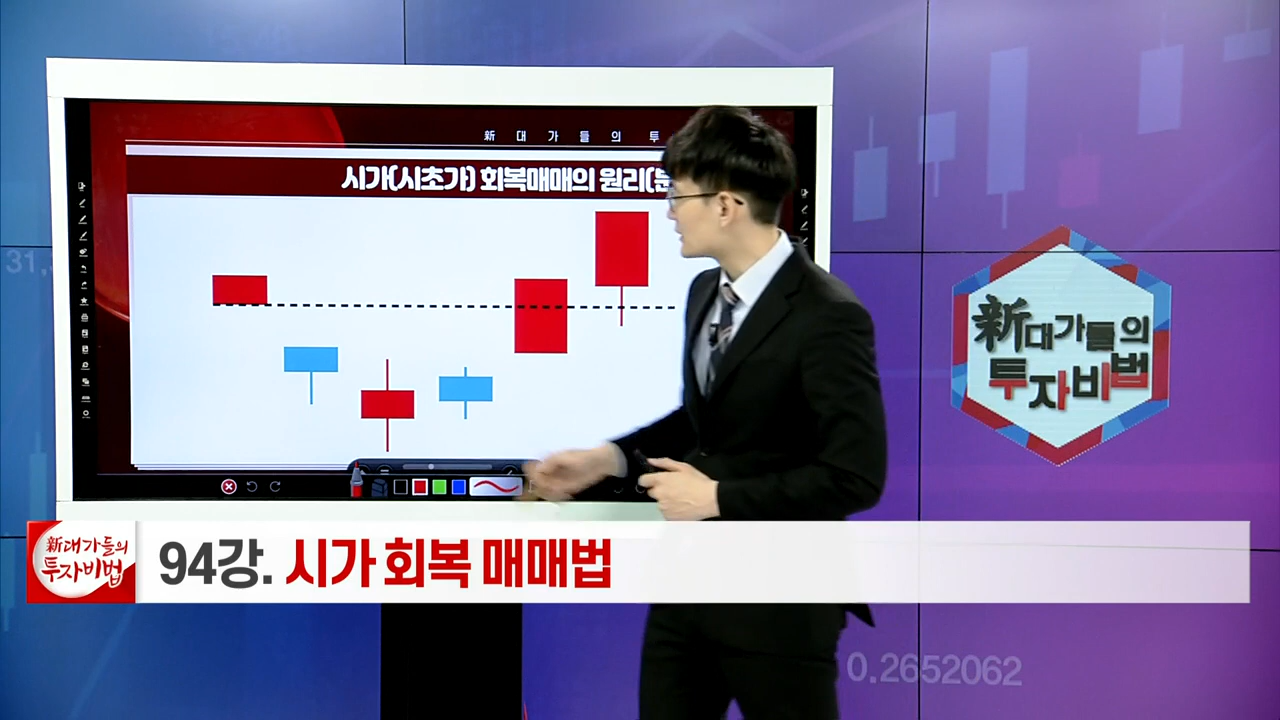 新 대 가 들 의 투
시가(시초가) 회복매매의 원리(분
31,
新대가들의
투자비법
新대가들의
투자비법
94강. 시가 회복 매매법
0.2652062